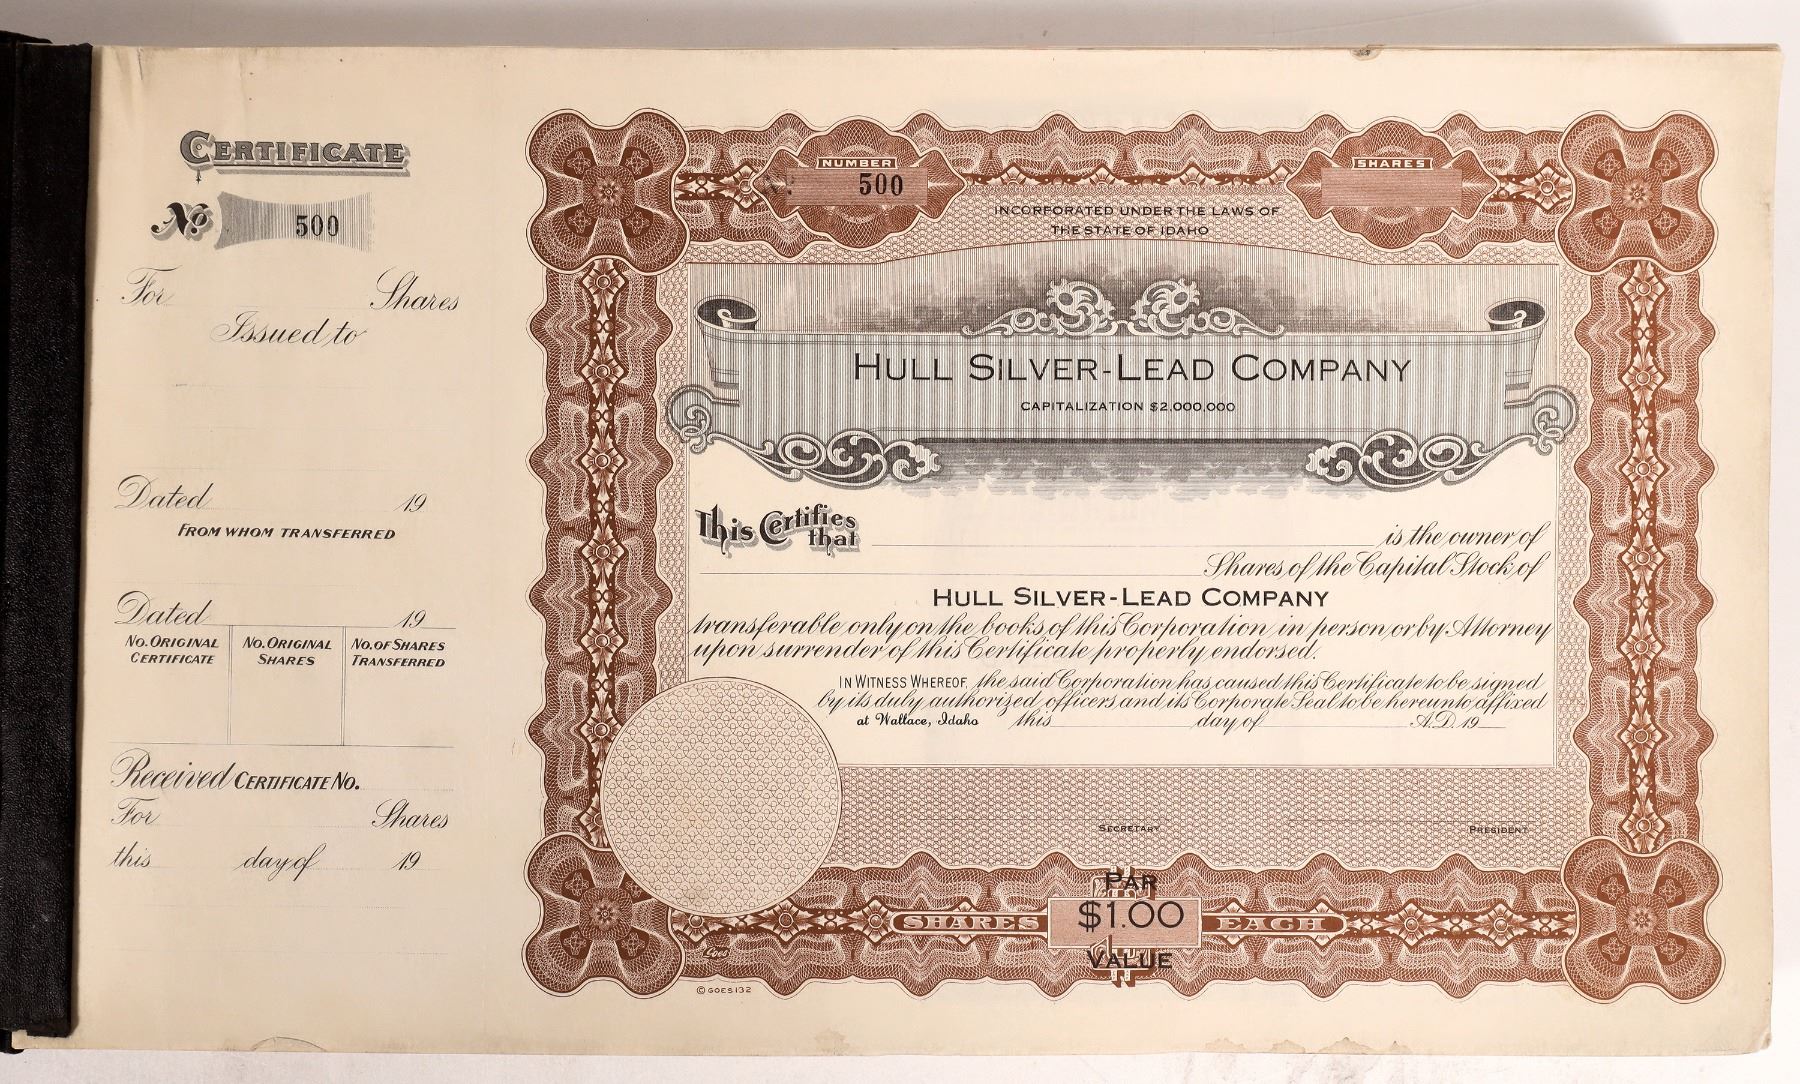 CERTIFICATE
No. 500
For Shares
Issued to
Dated 19
FROM WHOM TRANSFERRED
Dated 19
No. ORIGINAL CERTIFICATE
No. ORIGINAL SHARES
No. OF SHARES TRANSFERRED
Received CERTIFICATE No.
For Shares
this day of 19
NUMBER
No. 500
SHARES
INCORPORATED UNDER THE LAWS OF
THE STATE OF IDAHO
HULL SILVER-LEAD COMPANY
CAPITALIZATION $2,000,000
This Certifies that is the owner of
Shares of the Capital Stock of
HULL SILVER-LEAD COMPANY
transferable only on the books of this Corporation in person or by Attorney
upon surrender of this Certificate properly endorsed.
IN WITNESS WHEREOF, the said Corporation has caused this Certificate to be signed
by its duly authorized officers and its Corporate Seal to be hereunto affixed
at Wallace, Idaho this day of A.D. 19
SECRETARY PRESIDENT
PAR
SHARES $1.00 EACH
VALUE
Goes
© GOES 132